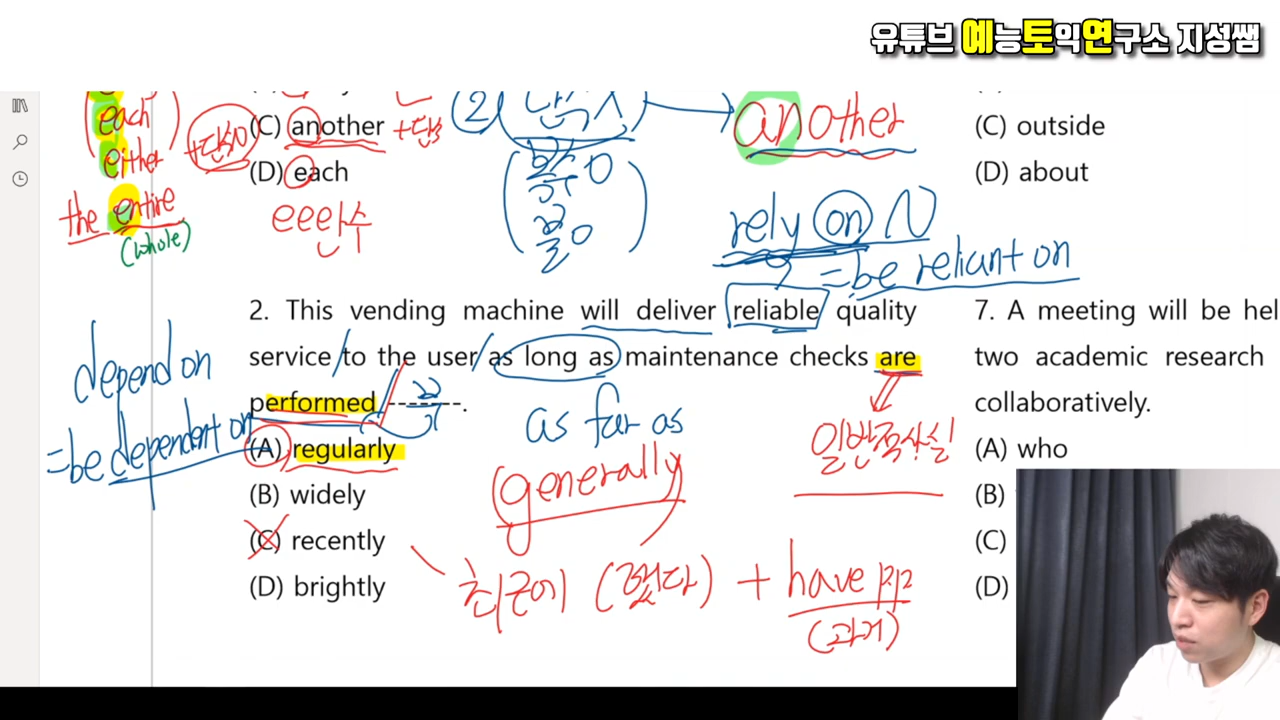 유튜브 예능토익연구소 지성쌤
each
either
+단수N
the entire
(whole)
(C) another
+단수
(D) each
eee단수
②
another
(C) outside
(D) about
rely on N
= be reliant on
2. This vending machine will deliver reliable quality
service to the user as long as maintenance checks are
performed ---------.
(A) regularly
(B) widely
(C) recently
(D) brightly
depend on
= be dependent on
as far as
generally
일반적사실
최근에 (했다) + have pp
(과거)
7. A meeting will be hel
two academic research
collaboratively.
(A) who
(B)
(C)
(D)